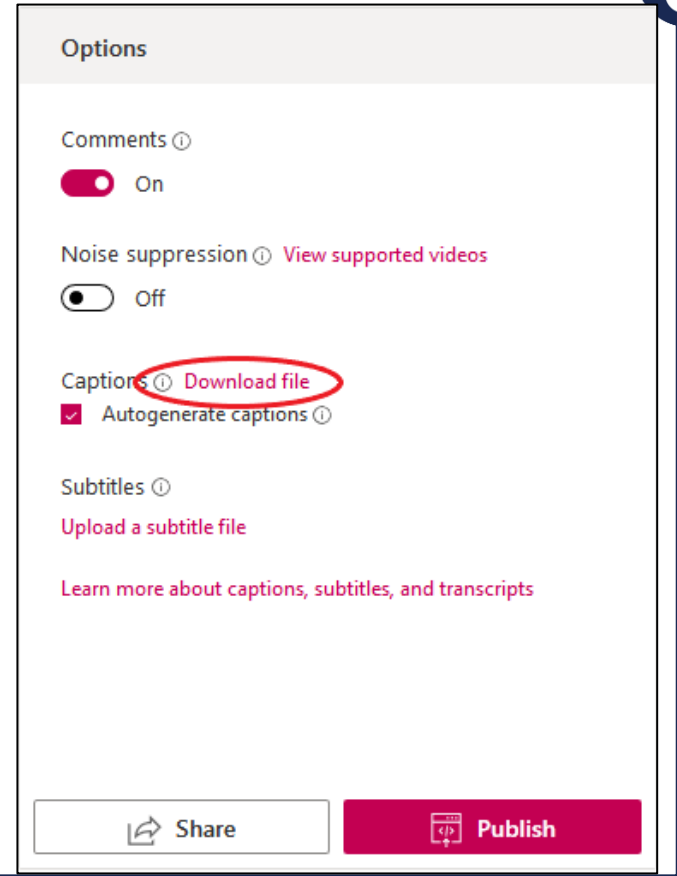 Options
Comments
On
Noise suppression View supported videos
Off
Captions Download file
Autogenerate captions
Subtitles
Upload a subtitle file
Learn more about captions, subtitles, and transcripts
Share Publish